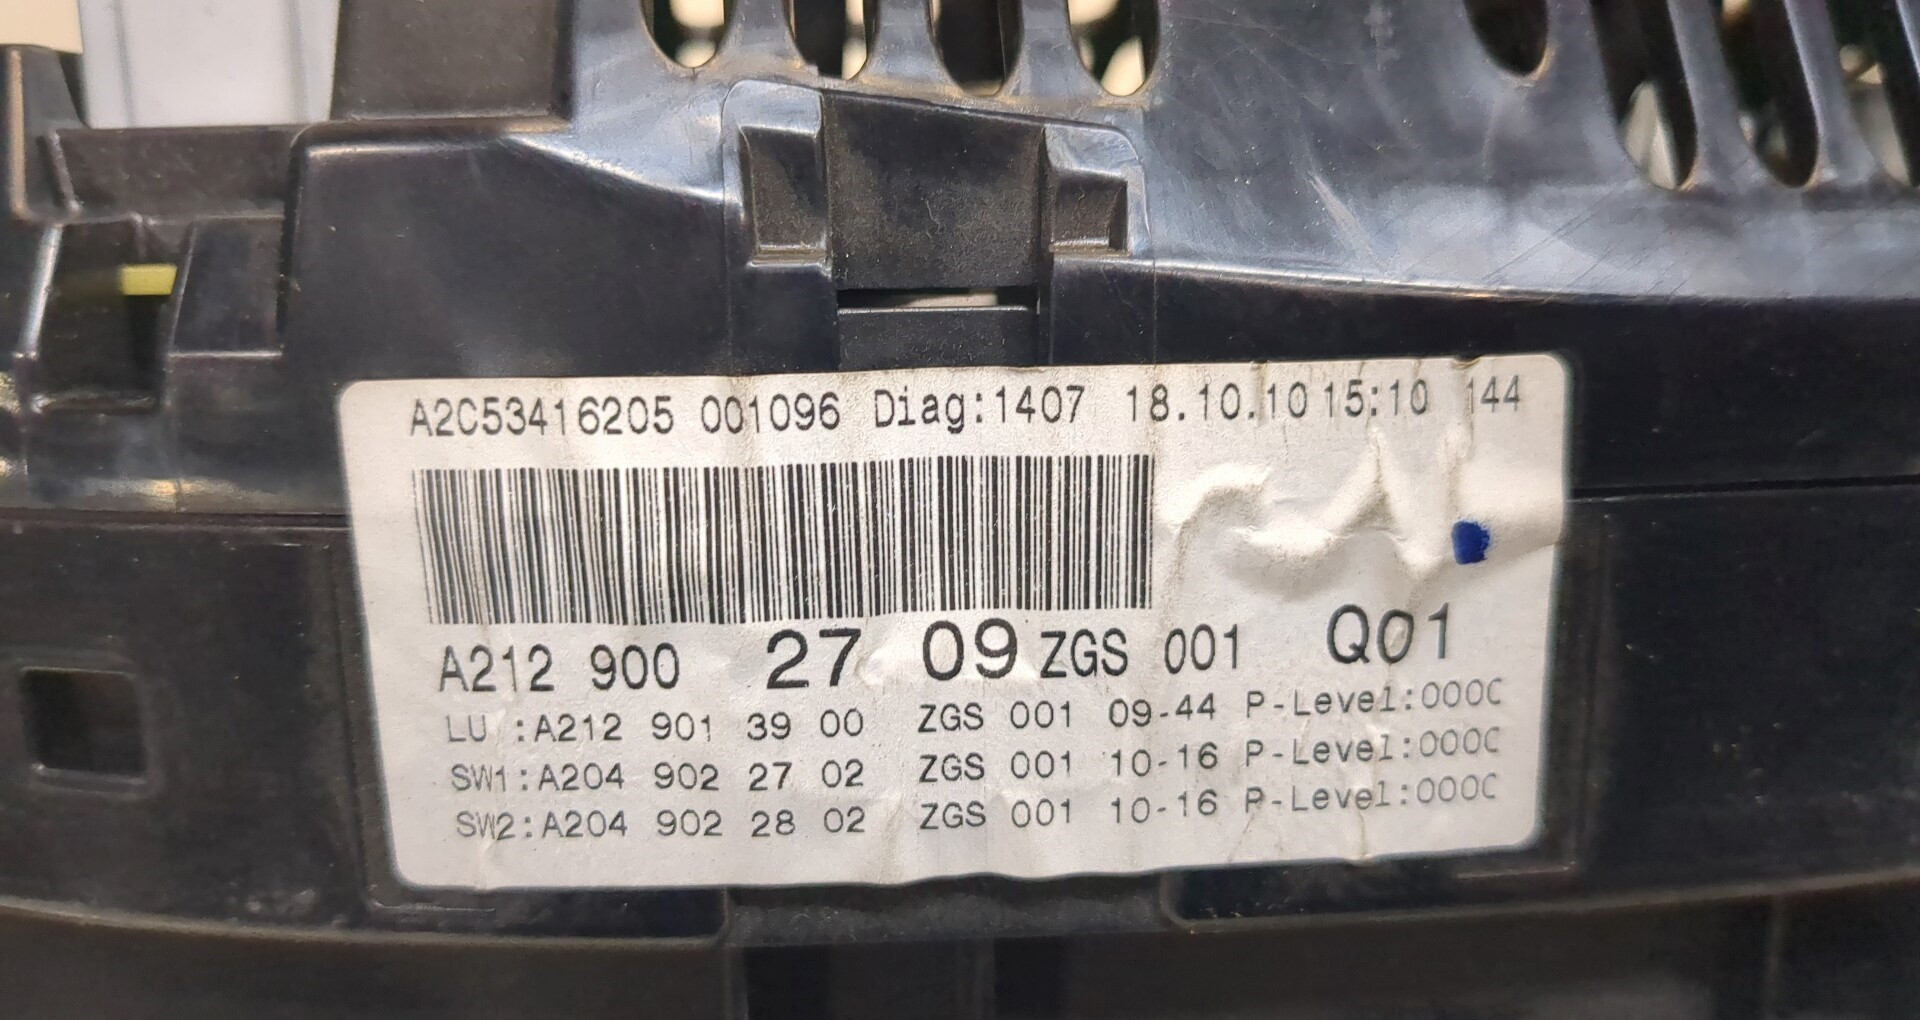 A2C53416205 001096 Diag:1407 18.10.10 15:10 144
A212 900 27 09 ZGS 001 Q01
LU :A212 901 39 00 ZGS 001 09-44 P-Level:000C
SW1:A204 902 27 02 ZGS 001 10-16 P-Level:000C
SW2:A204 902 28 02 ZGS 001 10-16 P-Level:000C